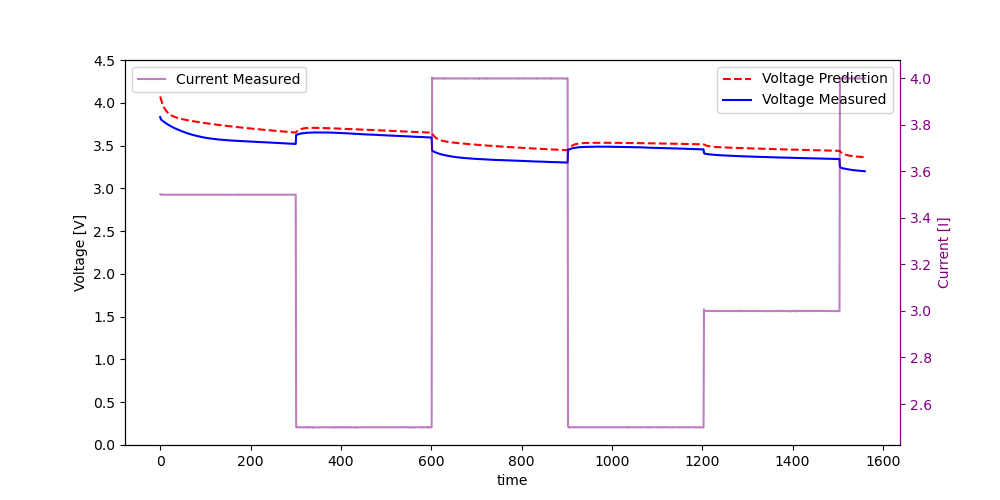 Current Measured
Voltage Prediction
Voltage Measured
4.5
4.0
3.5
3.0
2.5
2.0
1.5
1.0
0.5
0.0
Voltage [V]
4.0
3.8
3.6
3.4
3.2
3.0
2.8
2.6
Current [I]
0 200 400 600 800 1000 1200 1400 1600
time